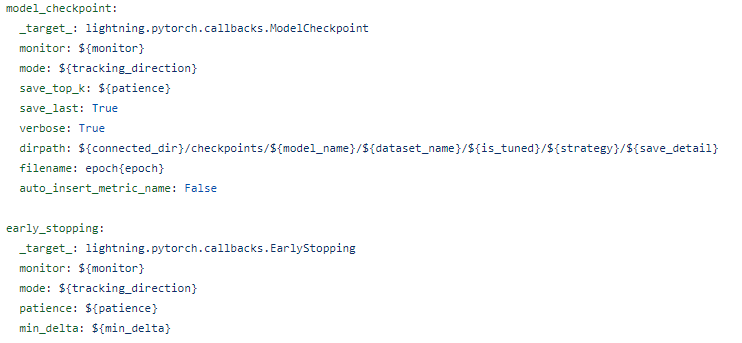 model_checkpoint:
  _target_: lightning.pytorch.callbacks.ModelCheckpoint
  monitor: ${monitor}
  mode: ${tracking_direction}
  save_top_k: ${patience}
  save_last: True
  verbose: True
  dirpath: ${connected_dir}/checkpoints/${model_name}/${dataset_name}/${is_tuned}/${strategy}/${save_detail}
  filename: epoch{epoch}
  auto_insert_metric_name: False

early_stopping:
  _target_: lightning.pytorch.callbacks.EarlyStopping
  monitor: ${monitor}
  mode: ${tracking_direction}
  patience: ${patience}
  min_delta: ${min_delta}